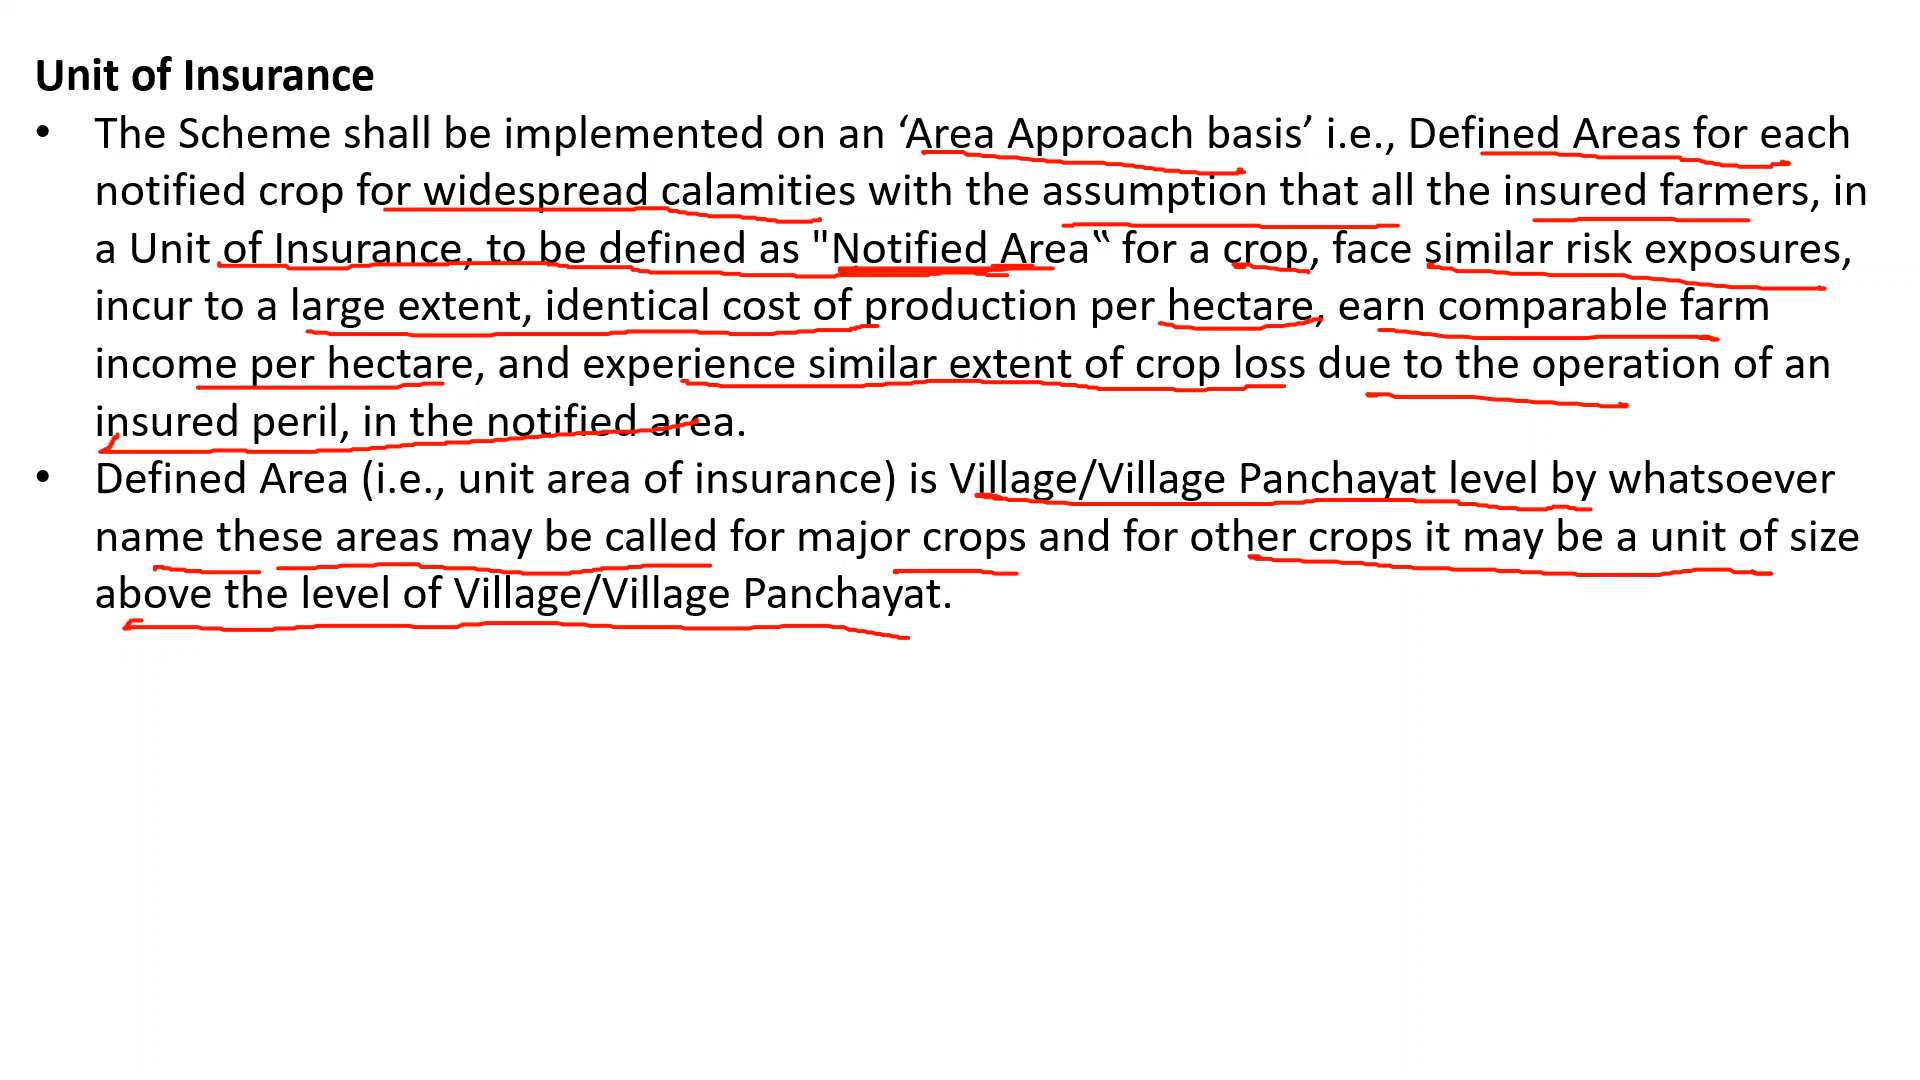 Unit of Insurance
• The Scheme shall be implemented on an ‘Area Approach basis’ i.e., Defined Areas for each
notified crop for widespread calamities with the assumption that all the insured farmers, in
a Unit of Insurance, to be defined as "Notified Area‟ for a crop, face similar risk exposures,
incur to a large extent, identical cost of production per hectare, earn comparable farm
income per hectare, and experience similar extent of crop loss due to the operation of an
insured peril, in the notified area.
• Defined Area (i.e., unit area of insurance) is Village/Village Panchayat level by whatsoever
name these areas may be called for major crops and for other crops it may be a unit of size
above the level of Village/Village Panchayat.